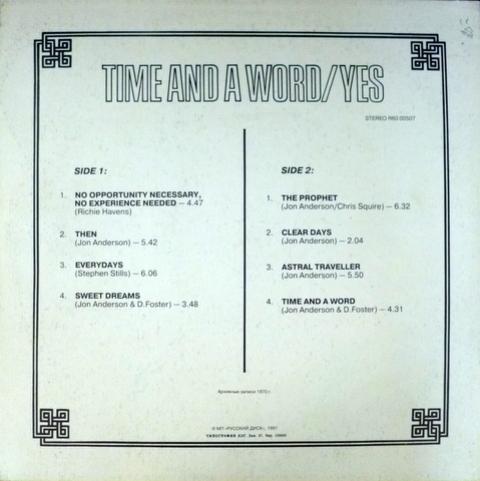 TIME AND A WORD/YES
STEREO R60 00507
SIDE 1:
1. NO OPPORTUNITY NECESSARY,
NO EXPERIENCE NEEDED — 4.47
(Richie Havens)
2. THEN
(Jon Anderson) — 5.42
3. EVERYDAYS
(Stephen Stills) — 6.06
4. SWEET DREAMS
(Jon Anderson & D.Foster) — 3.48
SIDE 2:
1. THE PROPHET
(Jon Anderson/Chris Squire) — 6.32
2. CLEAR DAYS
(Jon Anderson) — 2.04
3. ASTRAL TRAVELLER
(Jon Anderson) — 5.50
4. TIME AND A WORD
(Jon Anderson & D.Foster) — 4.31
Архивные записи 1970 г.
«РУССКИЙ ДИСК», 1991
ТИПОГРАФИЯ